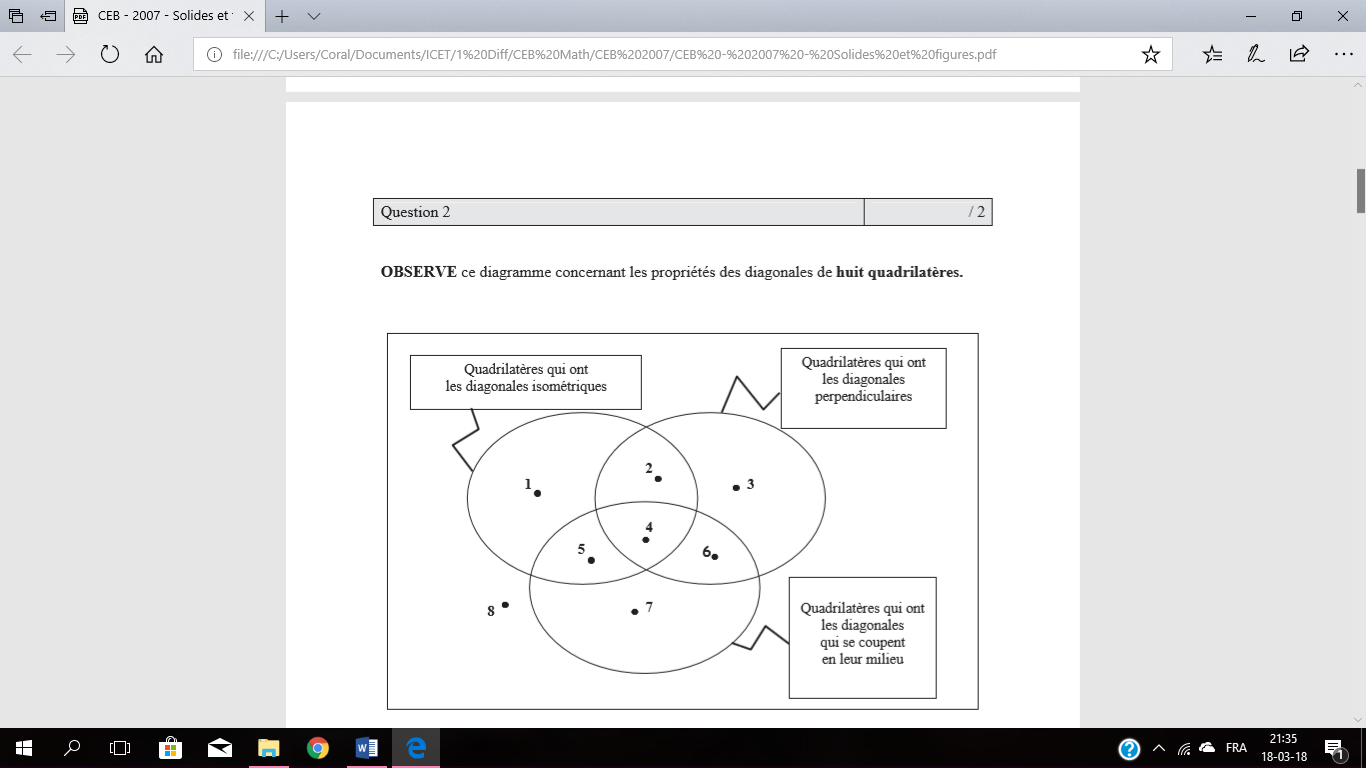 CEB - 2007 - Solides et
file:///C:/Users/Coral/Documents/ICET/1%20Diff/CEB%20Math/CEB%202007/CEB%20-%202007%20-%20Solides%20et%20figures.pdf
Question 2
/ 2
OBSERVE ce diagramme concernant les propriétés des diagonales de huit quadrilatères.
Quadrilatères qui ont
les diagonales isométriques
Quadrilatères qui ont
les diagonales
perpendiculaires
1
2
3
4
5
6
7
8
Quadrilatères qui ont
les diagonales
qui se coupent
en leur milieu
FRA
21:35
18-03-18
1